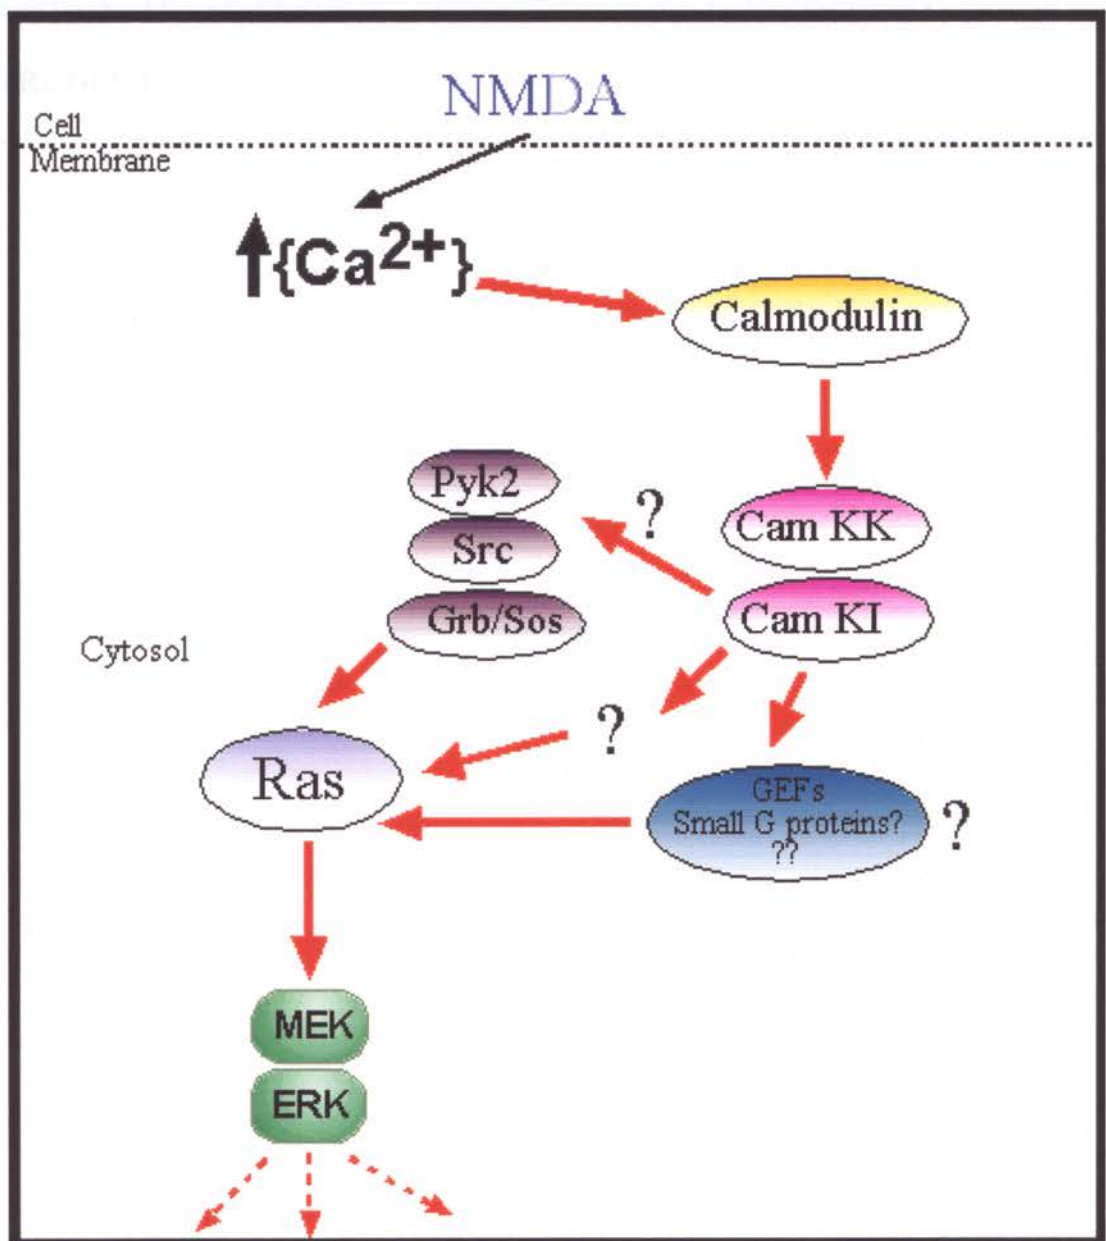 NMDA
Cell
Membrane
{Ca2+}
Calmodulin
Pyk2
?
Cam KK
Src
Grb/Sos
Cam KI
Cytosol
?
Ras
GEFs
Small G proteins?
??
?
MEK
ERK